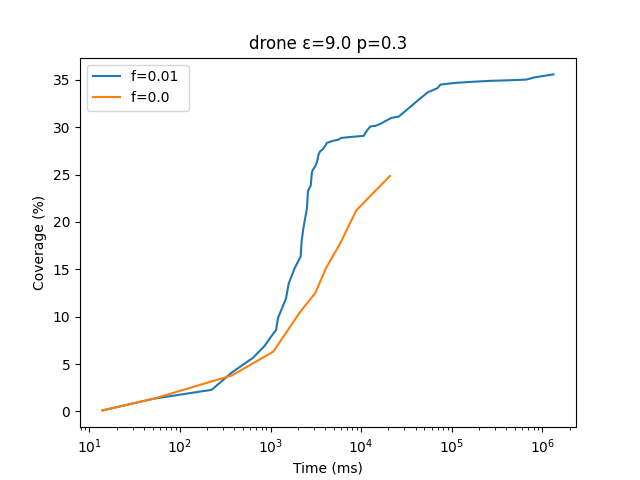 drone ε=9.0 p=0.3
f=0.01
f=0.0
Coverage (%)
35
30
25
20
15
10
5
0
10¹ 10² 10³ 10⁴ 10⁵ 10⁶
Time (ms)